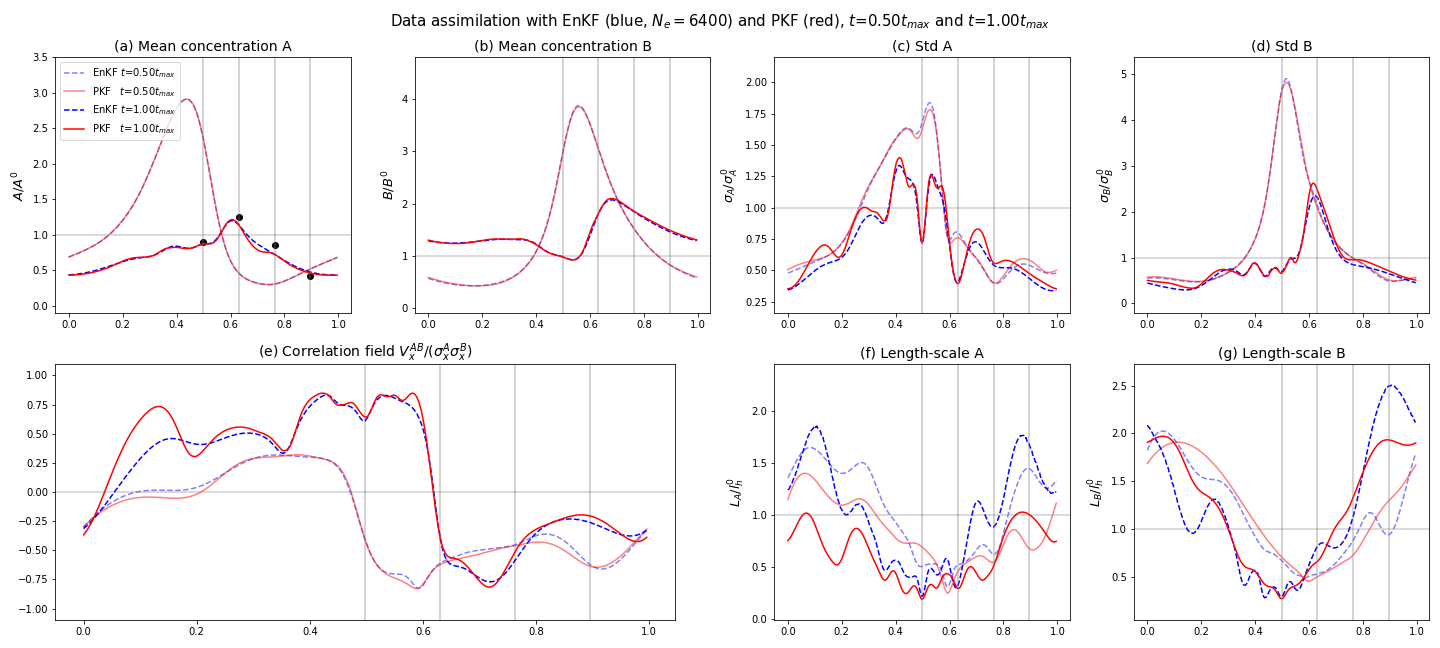 Data assimilation with EnKF (blue, $N_e = 6400$) and PKF (red), $t$=0.50$t_{max}$ and $t$=1.00$t_{max}$
(a) Mean concentration A
(b) Mean concentration B
(c) Std A
(d) Std B
$A/A^0$
3.5
3.0
2.5
2.0
1.5
1.0
0.5
0.0
EnKF $t$=0.50$t_{max}$
PKF $t$=0.50$t_{max}$
EnKF $t$=1.00$t_{max}$
PKF $t$=1.00$t_{max}$
0.0 0.2 0.4 0.6 0.8 1.0
$B/B^0$
4
3
2
1
0
0.0 0.2 0.4 0.6 0.8 1.0
$\sigma_A/\sigma_A^0$
2.00
1.75
1.50
1.25
1.00
0.75
0.50
0.25
0.0 0.2 0.4 0.6 0.8 1.0
$\sigma_B/\sigma_B^0$
5
4
3
2
1
0
0.0 0.2 0.4 0.6 0.8 1.0
(e) Correlation field $V_x^{AB}/(\sigma_x^A\sigma_x^B)$
(f) Length-scale A
(g) Length-scale B
1.00
0.75
0.50
0.25
0.00
−0.25
−0.50
−0.75
−1.00
0.0 0.2 0.4 0.6 0.8 1.0
$L_A/l_h^0$
2.0
1.5
1.0
0.5
0.0
0.0 0.2 0.4 0.6 0.8 1.0
$L_B/l_h^0$
2.5
2.0
1.5
1.0
0.5
0.0 0.2 0.4 0.6 0.8 1.0